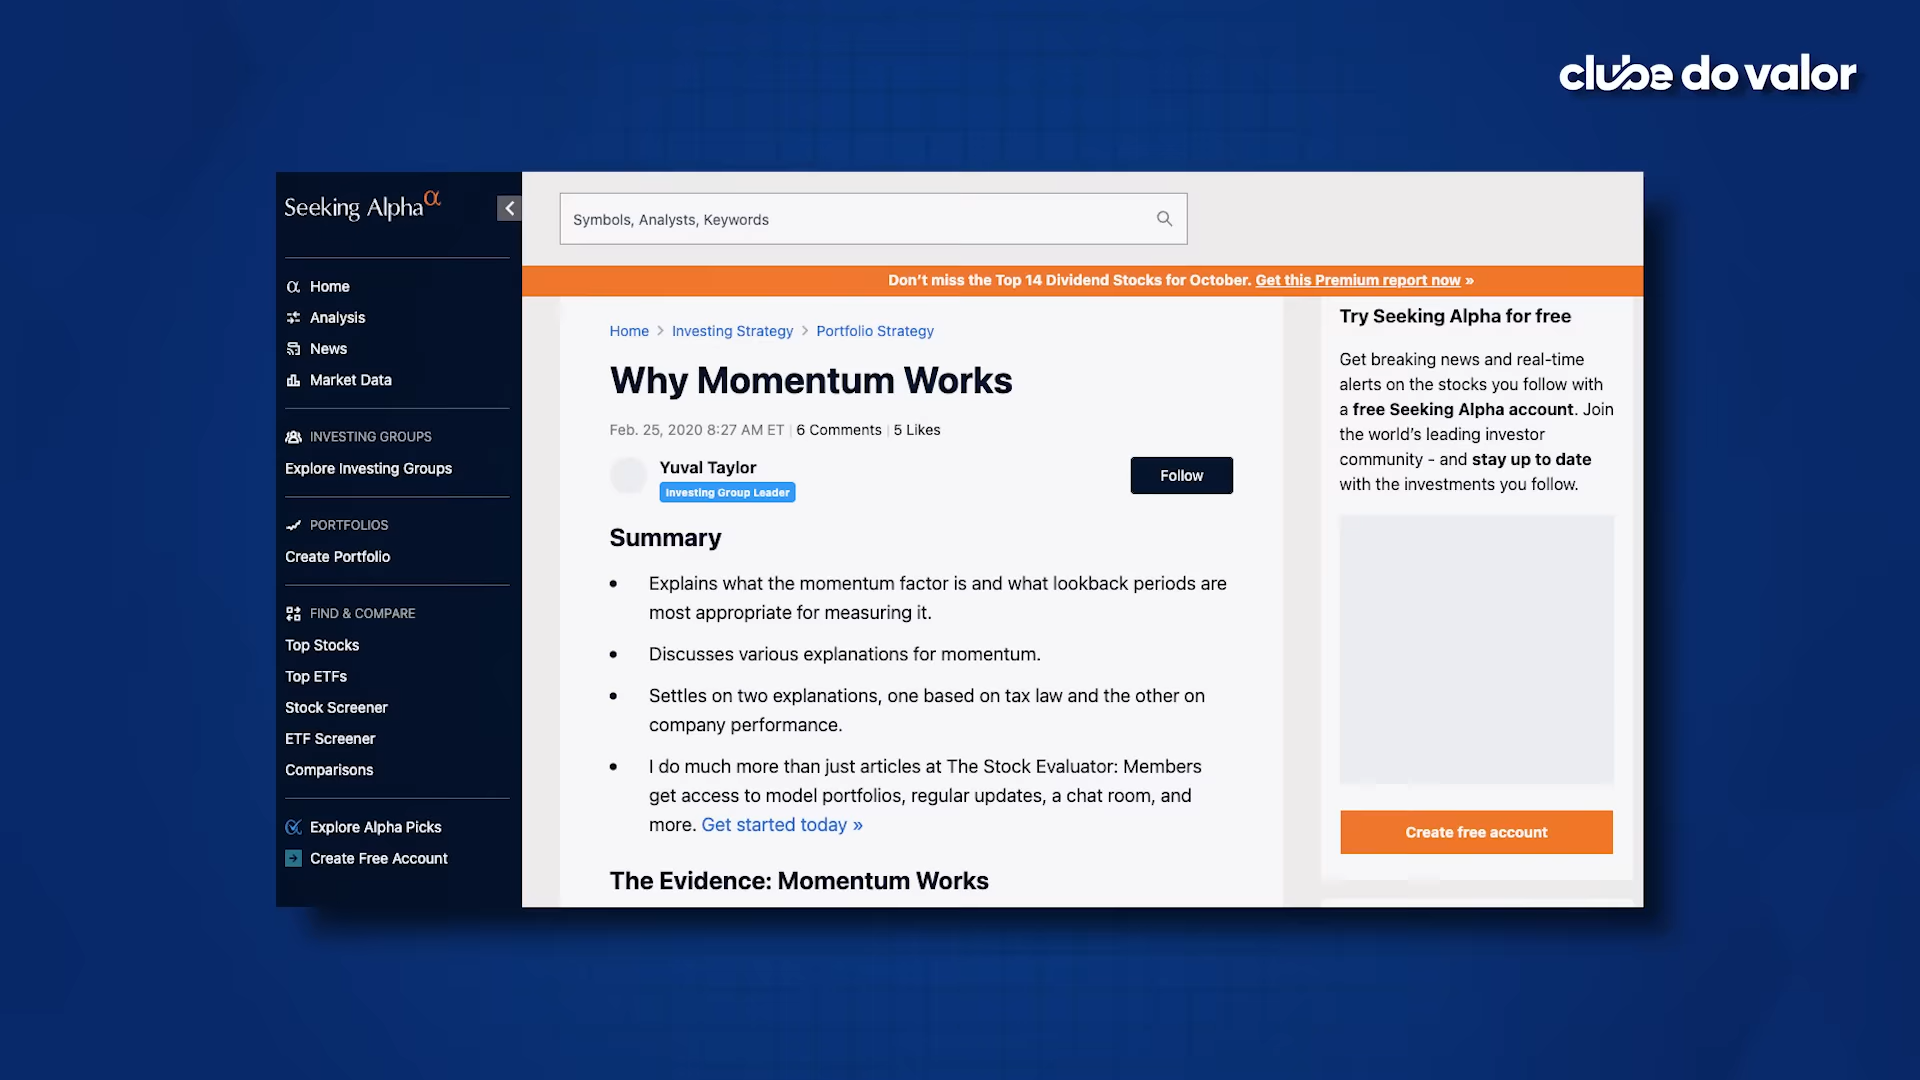 clube do valor
Seeking Alpha α
Symbols, Analysts, Keywords
Don't miss the Top 14 Dividend Stocks for October. Get this Premium report now »
Home
Analysis
News
Market Data
INVESTING GROUPS
Explore Investing Groups
PORTFOLIOS
Create Portfolio
FIND & COMPARE
Top Stocks
Top ETFs
Stock Screener
ETF Screener
Comparisons
Explore Alpha Picks
Create Free Account
Home > Investing Strategy > Portfolio Strategy
Why Momentum Works
Feb. 25, 2020 8:27 AM ET | 6 Comments | 5 Likes
Yuval Taylor
Investing Group Leader
Follow
Summary
• Explains what the momentum factor is and what lookback periods are
most appropriate for measuring it.
• Discusses various explanations for momentum.
• Settles on two explanations, one based on tax law and the other on
company performance.
• I do much more than just articles at The Stock Evaluator: Members
get access to model portfolios, regular updates, a chat room, and
more. Get started today »
The Evidence: Momentum Works
Try Seeking Alpha for free
Get breaking news and real-time
alerts on the stocks you follow with
a free Seeking Alpha account. Join
the world's leading investor
community - and stay up to date
with the investments you follow.
Create free account